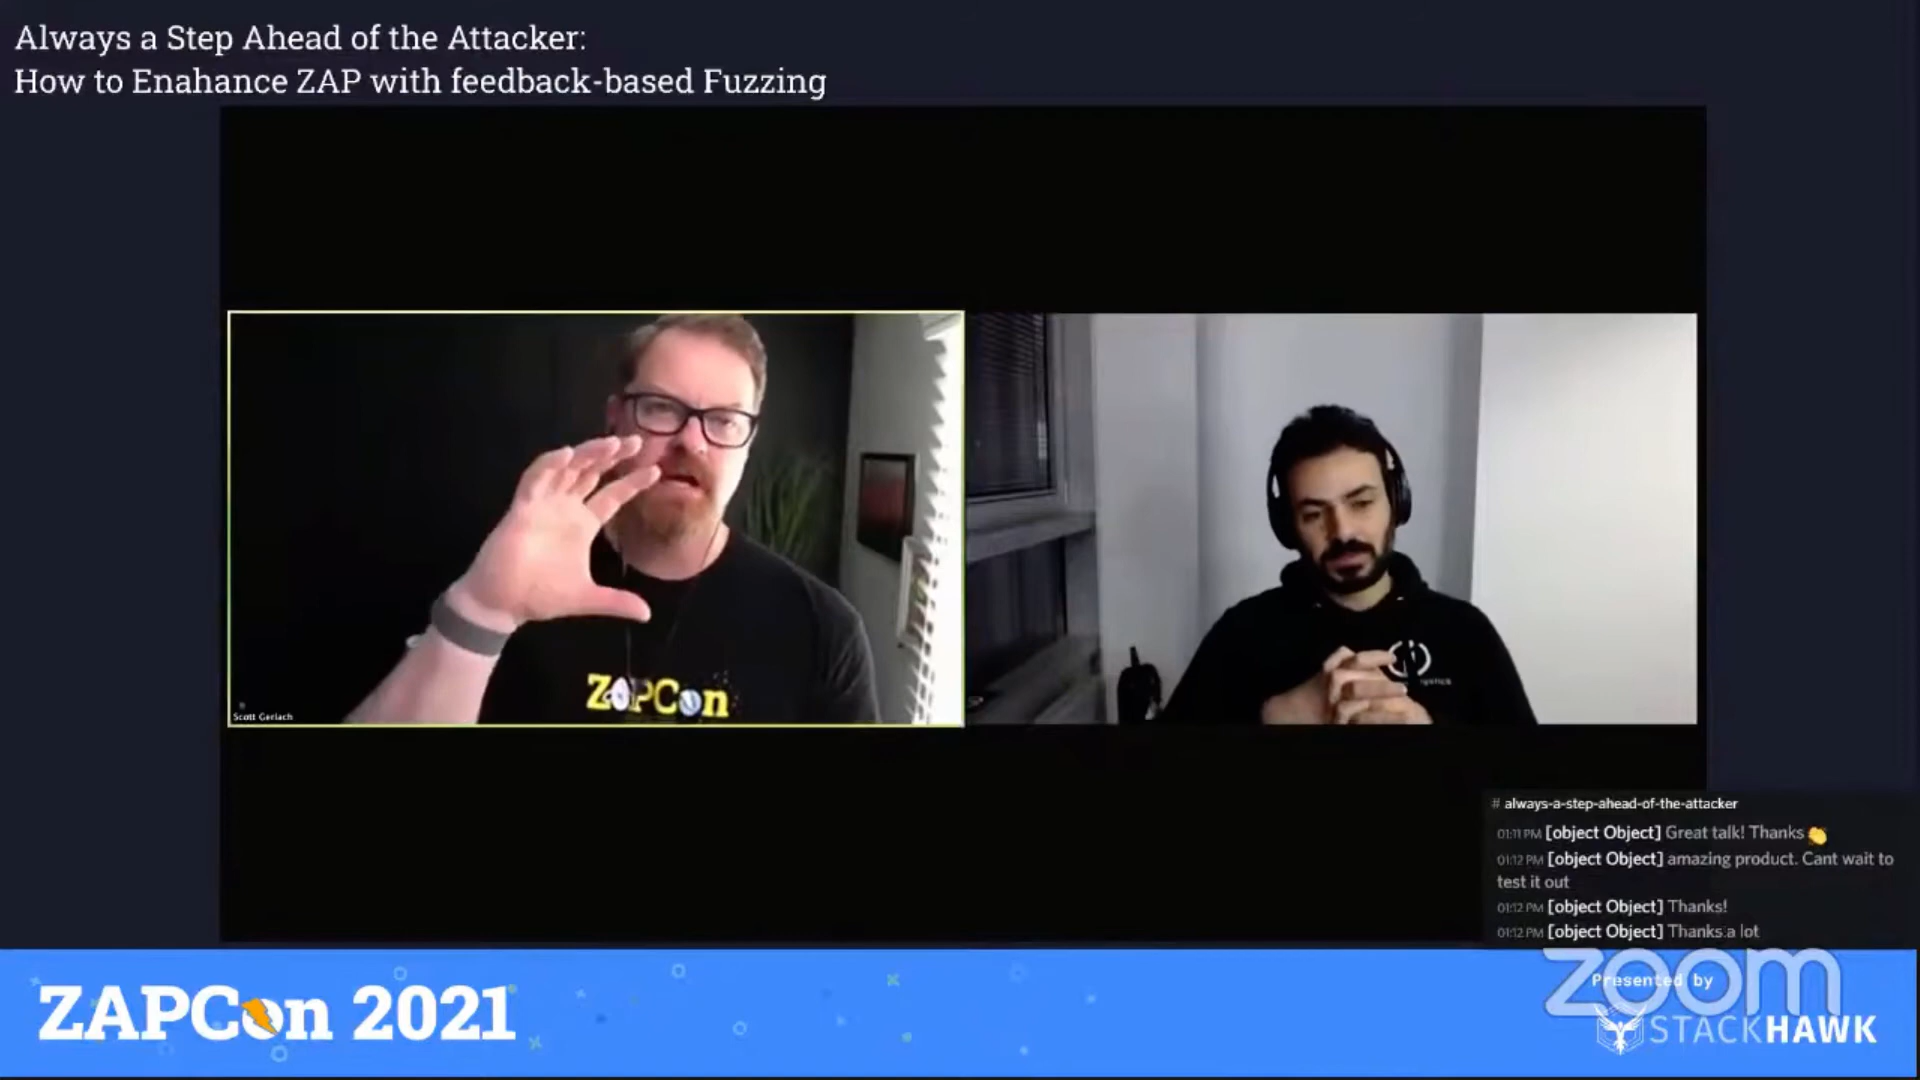 Always a Step Ahead of the Attacker:
How to Enahance ZAP with feedback-based Fuzzing
ZAPCon
Scott Gerlach
# always-a-step-ahead-of-the-attacker
01:11 PM [object Object] Great talk! Thanks 👏
01:12 PM [object Object] amazing product. Cant wait to
test it out
01:12 PM [object Object] Thanks!
01:12 PM [object Object] Thanks a lot
zoom
Presented by
ZAPCon 2021
STACKHAWK